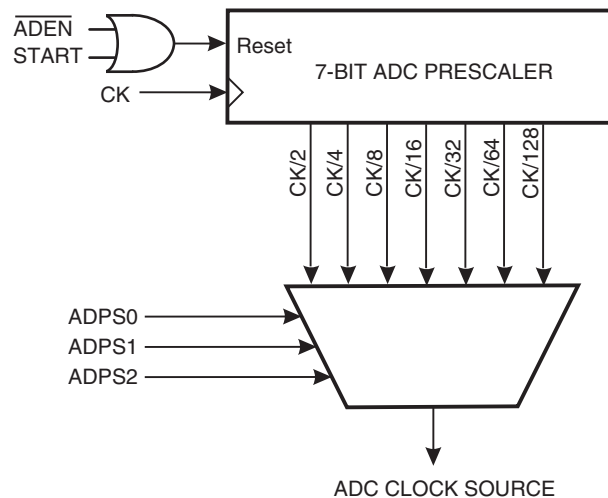 ADEN
START
Reset
7-BIT ADC PRESCALER
CK
CK/2
CK/4
CK/8
CK/16
CK/32
CK/64
CK/128
ADPS0
ADPS1
ADPS2
ADC CLOCK SOURCE